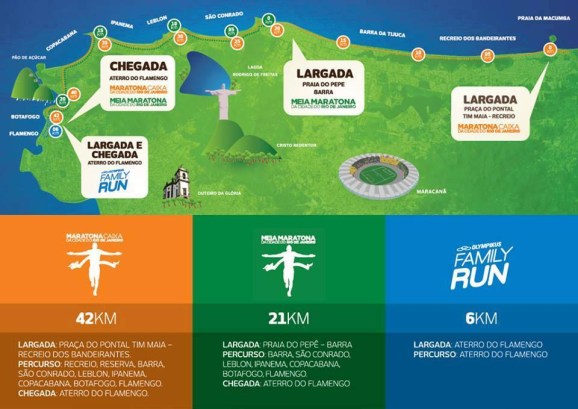 PRAIA DA MACUMBA
COPACABANA
IPANEMA
LEBLON
SÃO CONRADO
BARRA DA TIJUCA
RECREIO DOS BANDEIRANTES
PÃO DE AÇÚCAR
BOTAFOGO
FLAMENGO
CHEGADA
ATERRO DO FLAMENGO
MARATONA CAIXA
DA CIDADE DO RIO DE JANEIRO
MEIA MARATONA
DA CIDADE DO RIO DE JANEIRO
LAGOA
RODRIGO DE FREITAS
LARGADA
PRAIA DO PEPE
BARRA
MEIA MARATONA
DA CIDADE DO RIO DE JANEIRO
LARGADA
PRAÇA DO PONTAL
TIM MAIA - RECREIO
MARATONA CAIXA
DA CIDADE DO RIO DE JANEIRO
LARGADA E
CHEGADA
ATERRO DO FLAMENGO
FAMILY
RUN
CRISTO REDENTOR
OUTEIRO DA GLÓRIA
MARACANÃ
MARATONA CAIXA
DA CIDADE DO RIO DE JANEIRO
42KM
LARGADA: PRAÇA DO PONTAL TIM MAIA –
RECREIO DOS BANDEIRANTES.
PERCURSO: RECREIO, RESERVA, BARRA,
SÃO CONRADO, LEBLON, IPANEMA,
COPACABANA, BOTAFOGO, FLAMENGO.
CHEGADA: ATERRO DO FLAMENGO.
MEIA MARATONA
DA CIDADE DO RIO DE JANEIRO
21KM
LARGADA: PRAIA DO PEPÊ – BARRA
PERCURSO: BARRA, SÃO CONRADO,
LEBLON, IPANEMA, COPACABANA,
BOTAFOGO, FLAMENGO.
CHEGADA: ATERRO DO FLAMENGO
OLYMPIKUS
FAMILY
RUN
6KM
LARGADA: ATERRO DO FLAMENGO
PERCURSO: ATERRO DO FLAMENGO